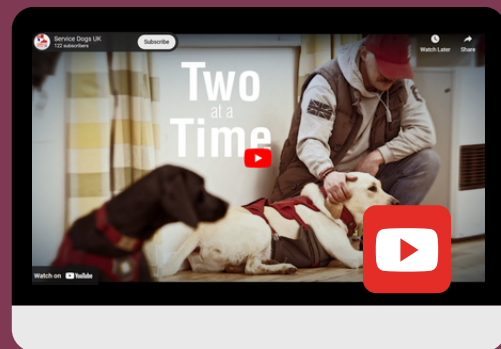 Service Dogs UK
122 subscribers
Subscribe
Watch Later
Share
Two
at a
Time
Watch on YouTube